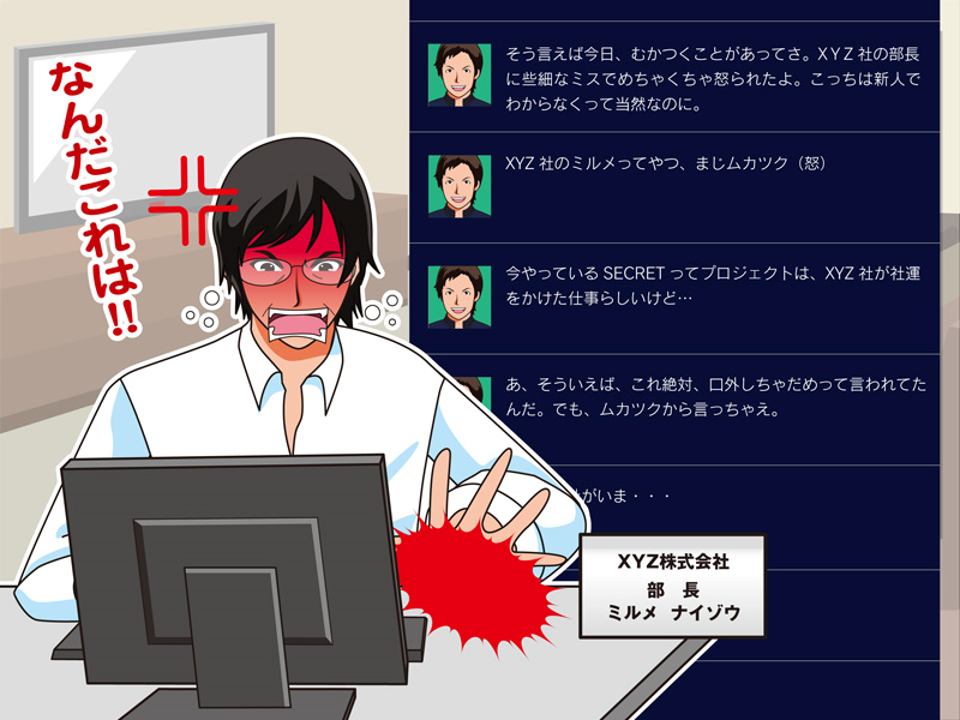 なんだこれは!!
そう言えば今日、むかつくことがあってさ。ＸＹＺ社の部長
に些細なミスでめちゃくちゃ怒られたよ。こっちは新人で
わからなくって当然なのに。
XYZ 社のミルメってやつ、まじムカツク（怒）
今やっている SECRET ってプロジェクトは、XYZ 社が社運
をかけた仕事らしいけど…
あ、そういえば、これ絶対、口外しちゃだめって言われてた
んだ。でも、ムカツクから言っちゃえ。
がいま・・・
XYZ株式会社
部　長
ミルメ　ナイゾウ